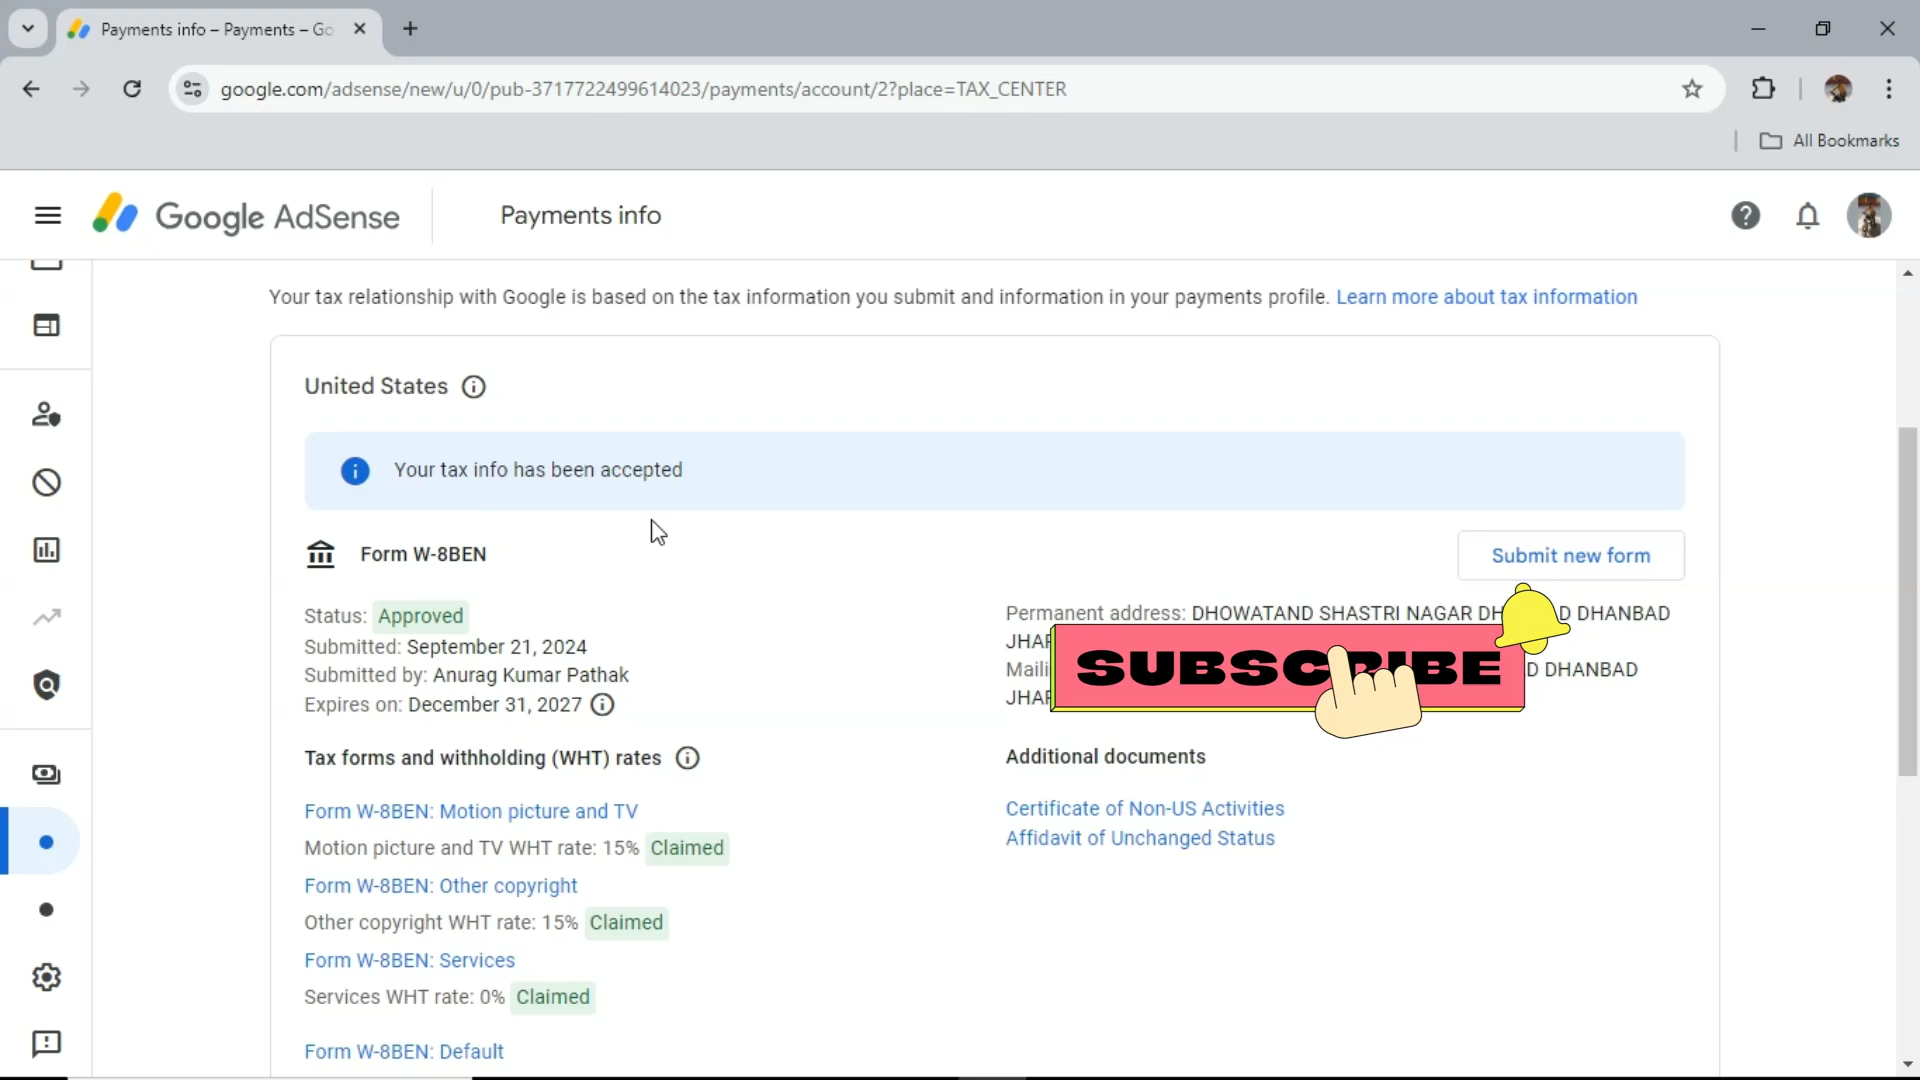 Payments info – Payments – Go
google.com/adsense/new/u/0/pub-3717722499614023/payments/account/2?place=TAX_CENTER
All Bookmarks
Google AdSense
Payments info
Your tax relationship with Google is based on the tax information you submit and information in your payments profile. Learn more about tax information
United States
Your tax info has been accepted
Form W-8BEN
Submit new form
Status: Approved
Submitted: September 21, 2024
Submitted by: Anurag Kumar Pathak
Expires on: December 31, 2027
Permanent address: DHOWATAND SHASTRI NAGAR DHANBAD
SUBSCRIBE
DHANBAD
Tax forms and withholding (WHT) rates
Form W-8BEN: Motion picture and TV
Motion picture and TV WHT rate: 15% Claimed
Form W-8BEN: Other copyright
Other copyright WHT rate: 15% Claimed
Form W-8BEN: Services
Services WHT rate: 0% Claimed
Form W-8BEN: Default
Additional documents
Certificate of Non-US Activities
Affidavit of Unchanged Status